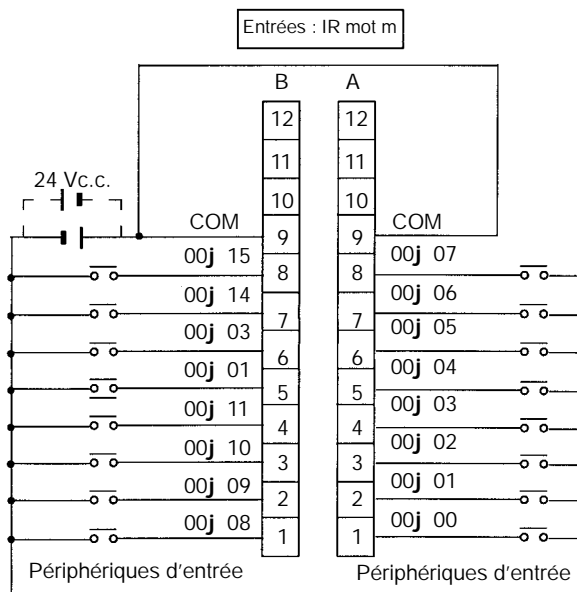 Entrées : IR mot m
B A
12 12
11 11
24 Vc.c.
10 10
COM 9 9 COM
00j 15 8 8 00j 07
00j 14 7 7 00j 06
00j 03 6 6 00j 05
00j 01 5 5 00j 04
00j 11 4 4 00j 03
00j 10 3 3 00j 02
00j 09 2 2 00j 01
00j 08 1 1 00j 00
Périphériques d'entrée Périphériques d'entrée